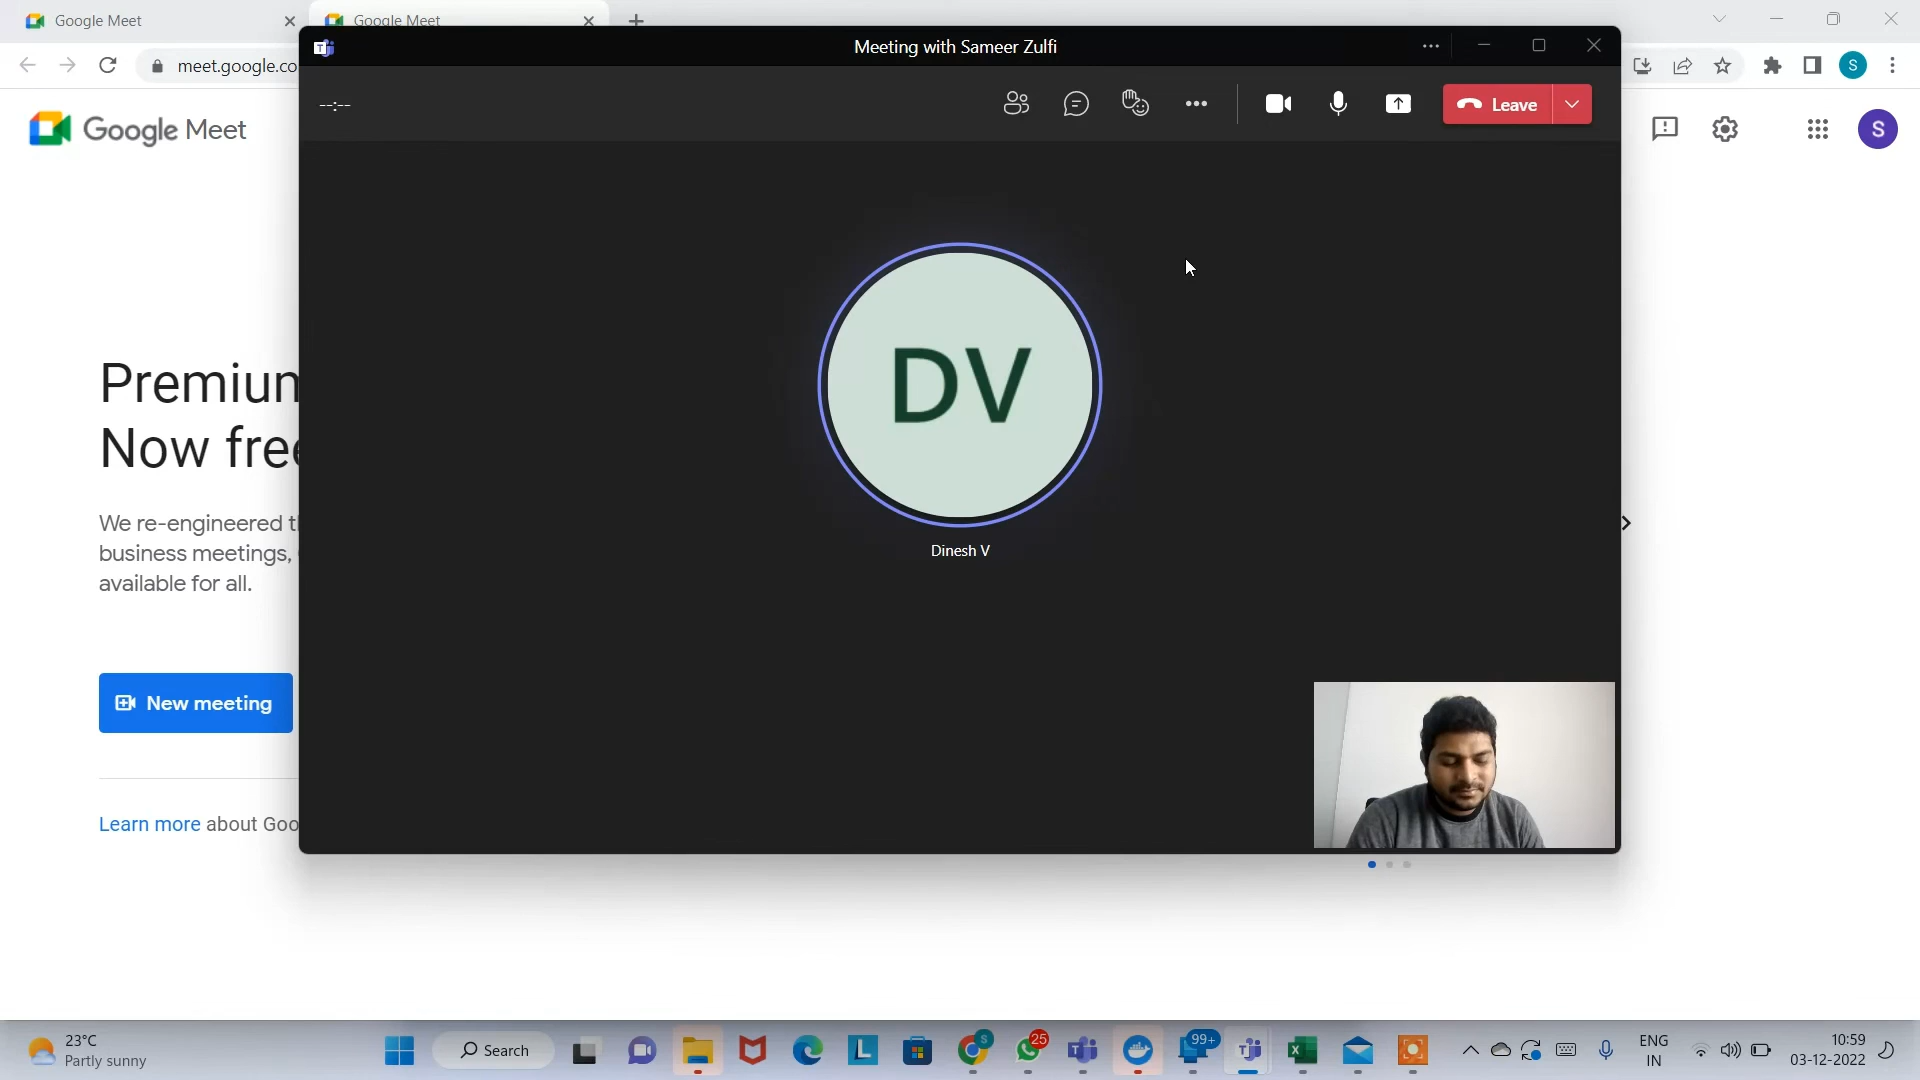 Google Meet
Google Meet
Meeting with Sameer Zulfi
meet.google.co
S
--:--
Leave
Google Meet
S
DV
Dinesh V
Premium
Now free
We re-engineered t
business meetings,
available for all.
New meeting
Learn more about Goo
23°C
Partly sunny
Search
S
25
99+
ENG
IN
10:59
03-12-2022